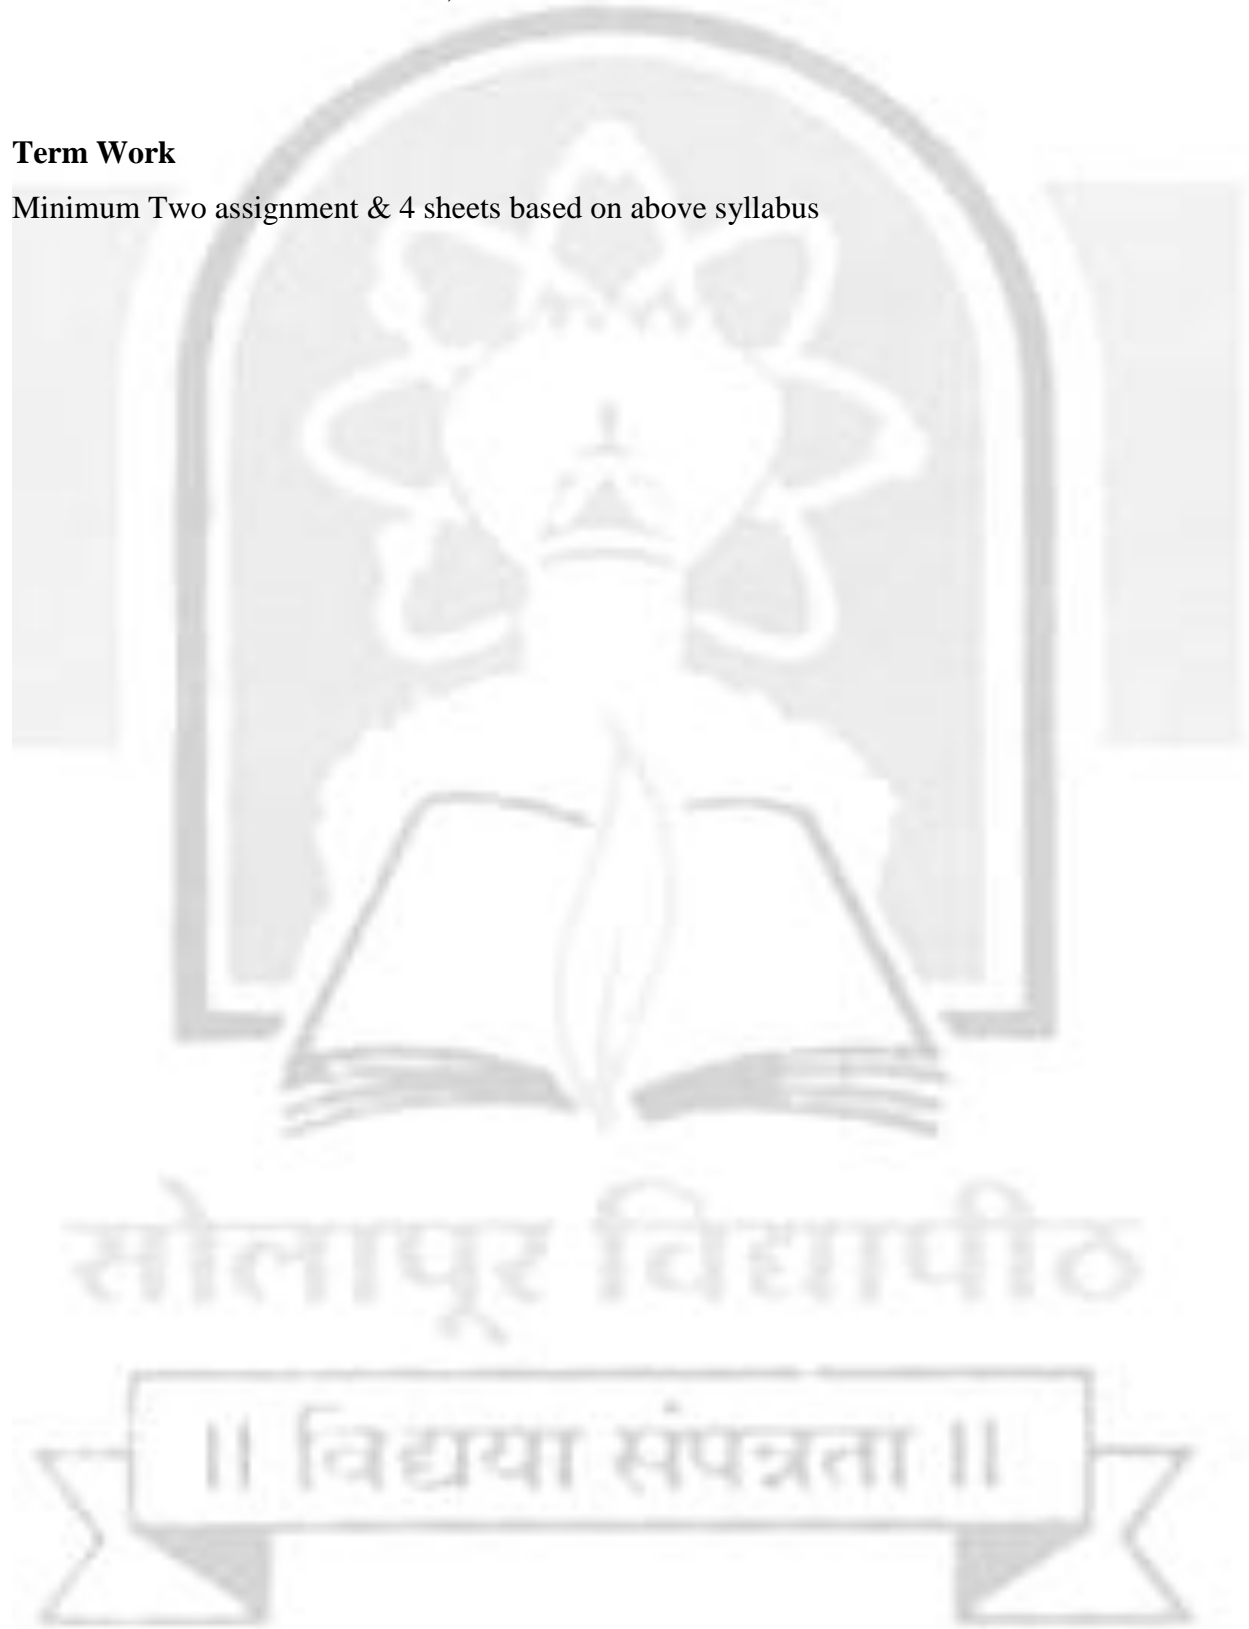 Term Work
Minimum Two assignment & 4 sheets based on above syllabus
सोलापूर विद्यापीठ
॥ विद्यया संपन्नता ॥